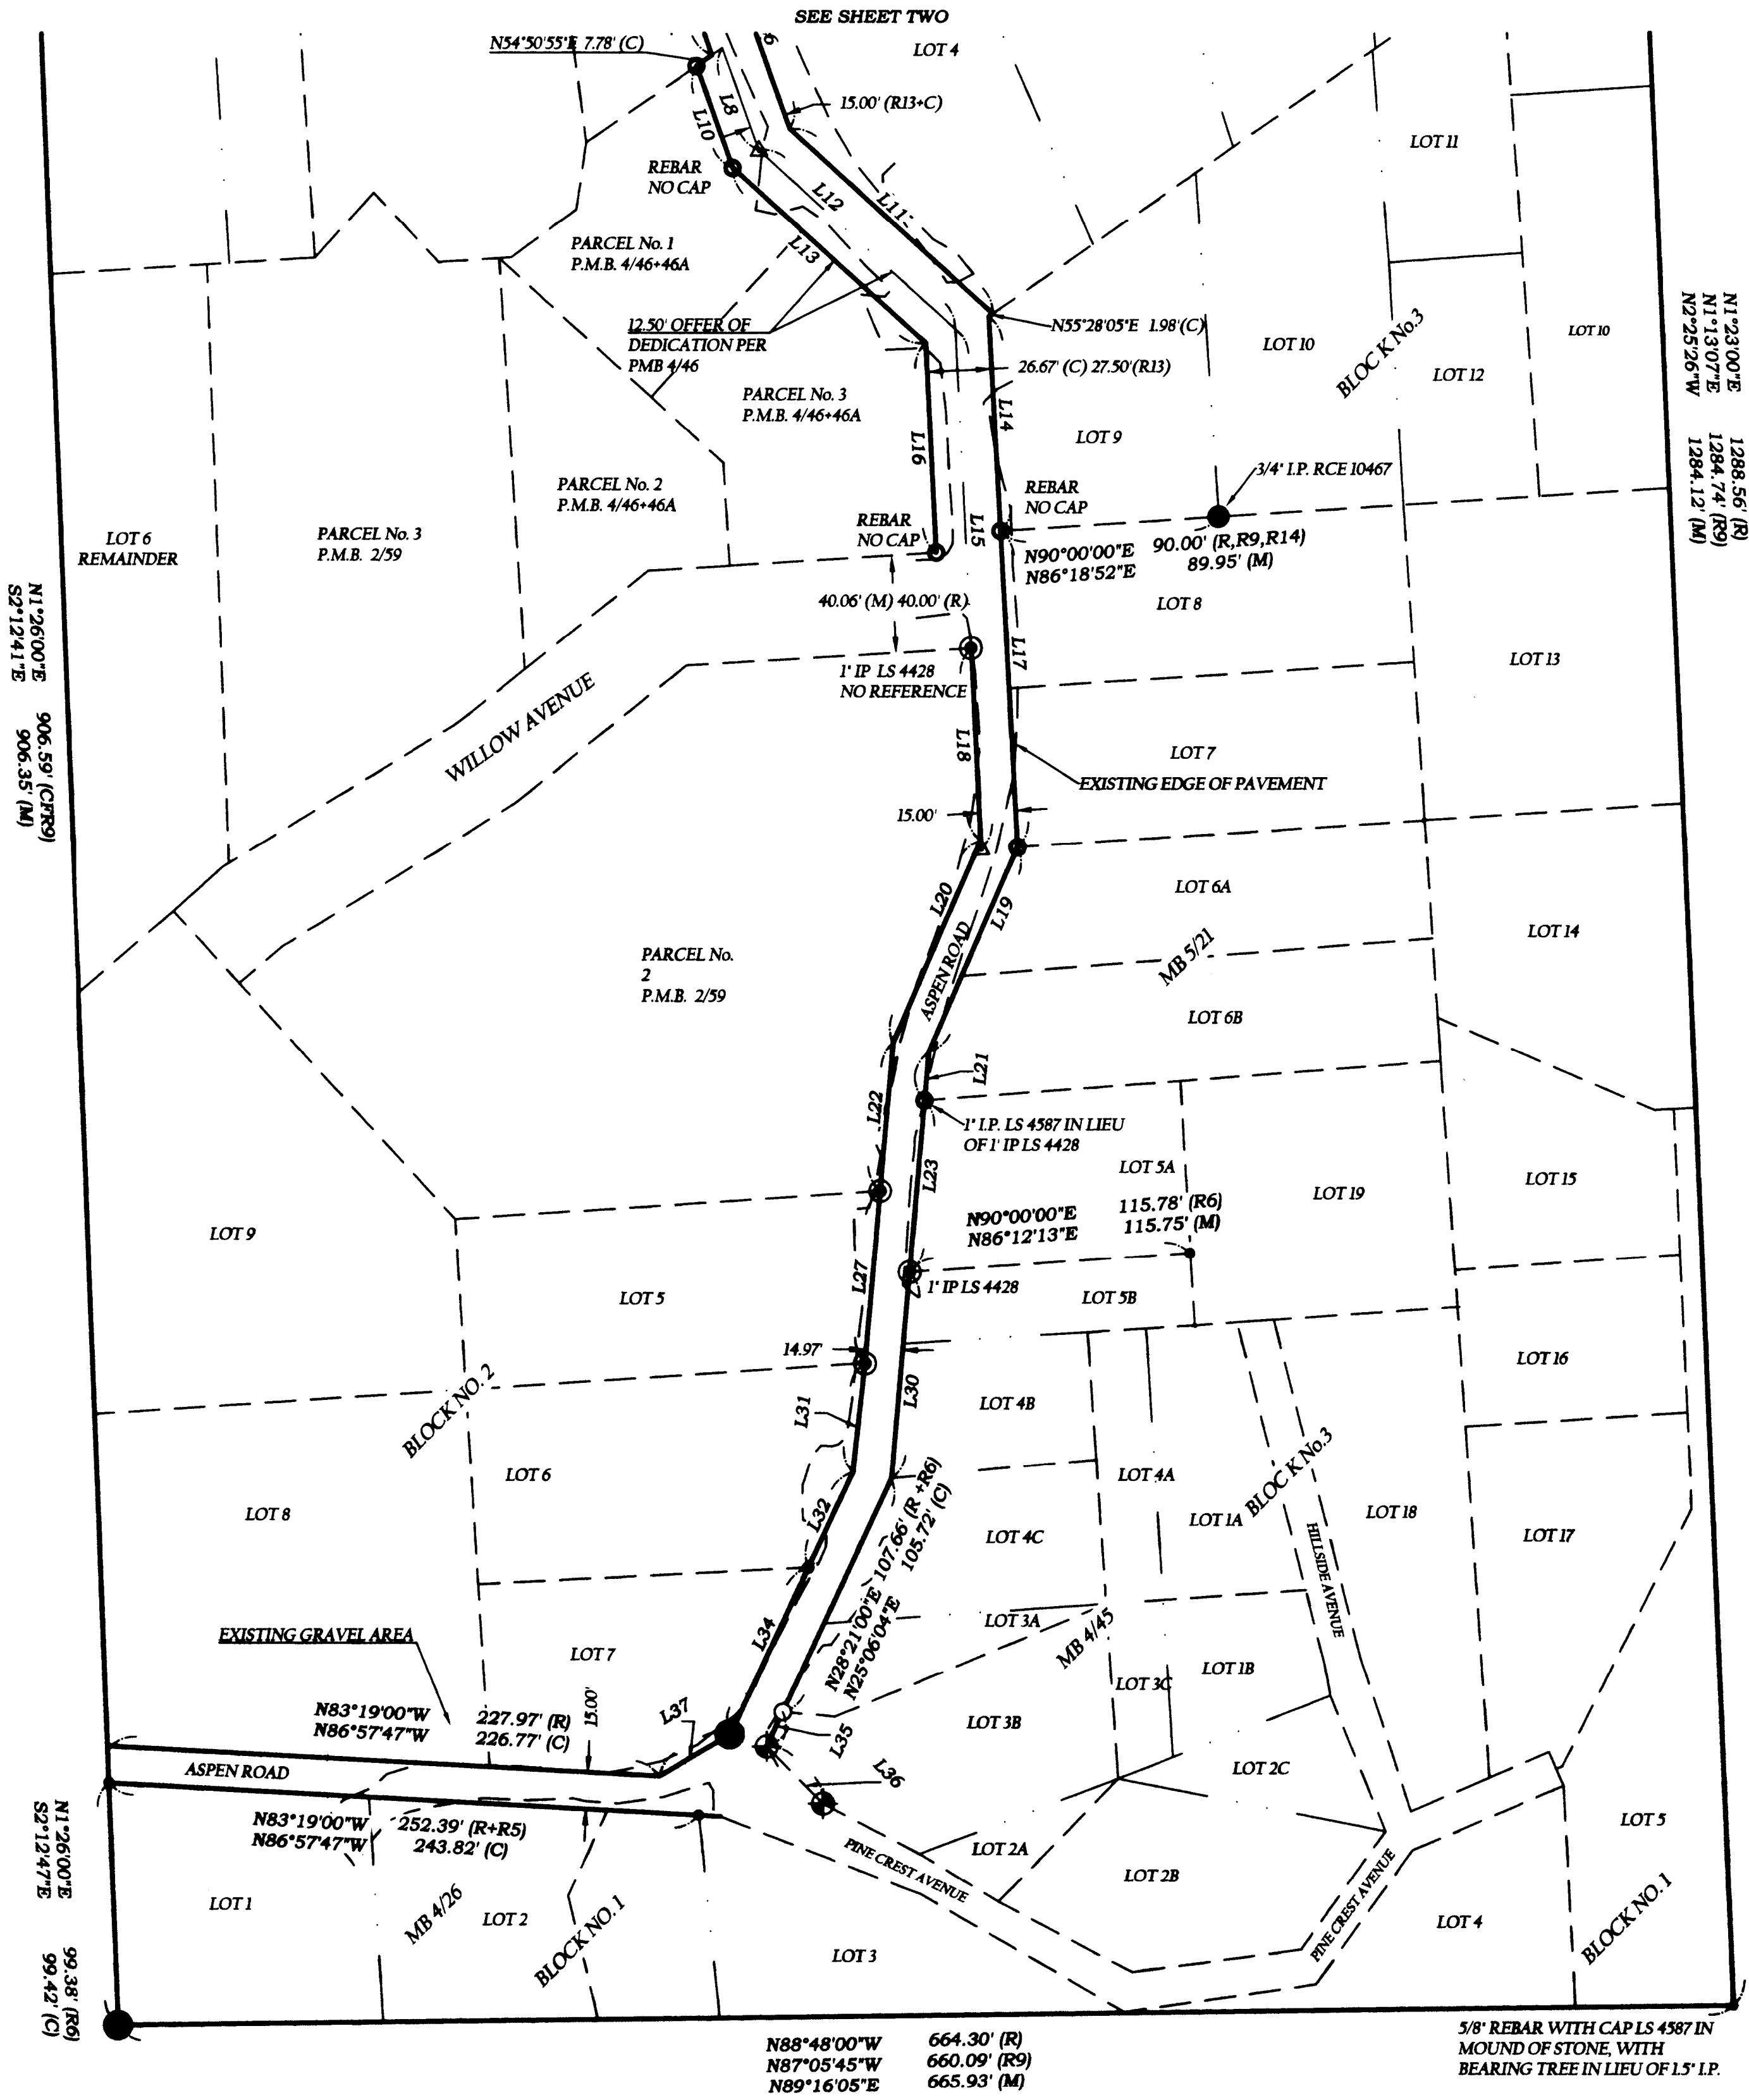 SEE SHEET TWO
N54°50'55"E 7.78' (C)
LOT 4
L8
L10
15.00' (R13+C)
REBAR
NO CAP
L12
L11
LOT 11
L13
PARCEL No. 1
P.M.B. 4/46+46A
12.50' OFFER OF
DEDICATION PER
PMB 4/46
N55°28'05"E 1.98'(C)
26.67' (C) 27.50'(R13)
LOT 10
BLOCK No.3
LOT 10
LOT 12
N1°23'00"E 1288.56' (R)
N1°13'07"E 1284.74' (R9)
N2°25'26"W 1284.12' (M)
PARCEL No. 3
P.M.B. 4/46+46A
L14
L16
LOT 9
3/4" I.P. RCE 10467
PARCEL No. 2
P.M.B. 4/46+46A
REBAR
NO CAP
REBAR
NO CAP
L15
LOT 6
REMAINDER
PARCEL No. 3
P.M.B. 2/59
N90°00'00"E 90.00' (R,R9,R14)
N86°18'52"E 89.95' (M)
40.06' (M) 40.00' (R)
LOT 8
N1°26'00"E 906.59' (CFR9)
S2°12'41"E 906.35' (M)
1" IP LS 4428
NO REFERENCE
L17
LOT 13
WILLOW AVENUE
L18
LOT 7
EXISTING EDGE OF PAVEMENT
15.00'
L20
L19
LOT 6A
ASPEN ROAD
MB 5/21
LOT 14
PARCEL No.
2
P.M.B. 2/59
LOT 6B
L21
L22
1" I.P. LS 4587 IN LIEU
OF 1' IP LS 4428
L23
LOT 5A
LOT 19
LOT 15
N90°00'00"E 115.78' (R6)
N86°12'13"E 115.75' (M)
LOT 9
L27
1" IP LS 4428
LOT 5
LOT 5B
14.97'
LOT 16
BLOCK NO. 2
L31
L30
LOT 4B
LOT 6
LOT 4A
BLOCK No.3
LOT 8
L32
LOT 4C
LOT 1A
LOT 18
LOT 17
N28°21'00"E 107.66' (R +R6)
N25°06'04"E 105.72' (C)
HILLSIDE AVENUE
LOT 3A
MB 4/45
EXISTING GRAVEL AREA
L34
LOT 7
LOT 3C
LOT 1B
N83°19'00"W 227.97' (R)
N86°57'47"W 226.77' (C)
15.00'
L37
L35
LOT 3B
ASPEN ROAD
L36
LOT 2C
N83°19'00"W 252.39' (R+R5)
N86°57'47"W 243.82' (C)
LOT 5
PINE CREST AVENUE
LOT 2A
LOT 2B
N1°26'00"E 99.38' (R6)
S2°12'47"E 99.42' (C)
LOT 1
MB 4/26
LOT 2
BLOCK NO. 1
LOT 3
PINE CREST AVENUE
LOT 4
BLOCK NO. 1
N88°48'00"W 664.30' (R)
N87°05'45"W 660.09' (R9)
N89°16'05"E 665.93' (M)
5/8" REBAR WITH CAP LS 4587 IN
MOUND OF STONE, WITH
BEARING TREE IN LIEU OF 1.5" I.P.